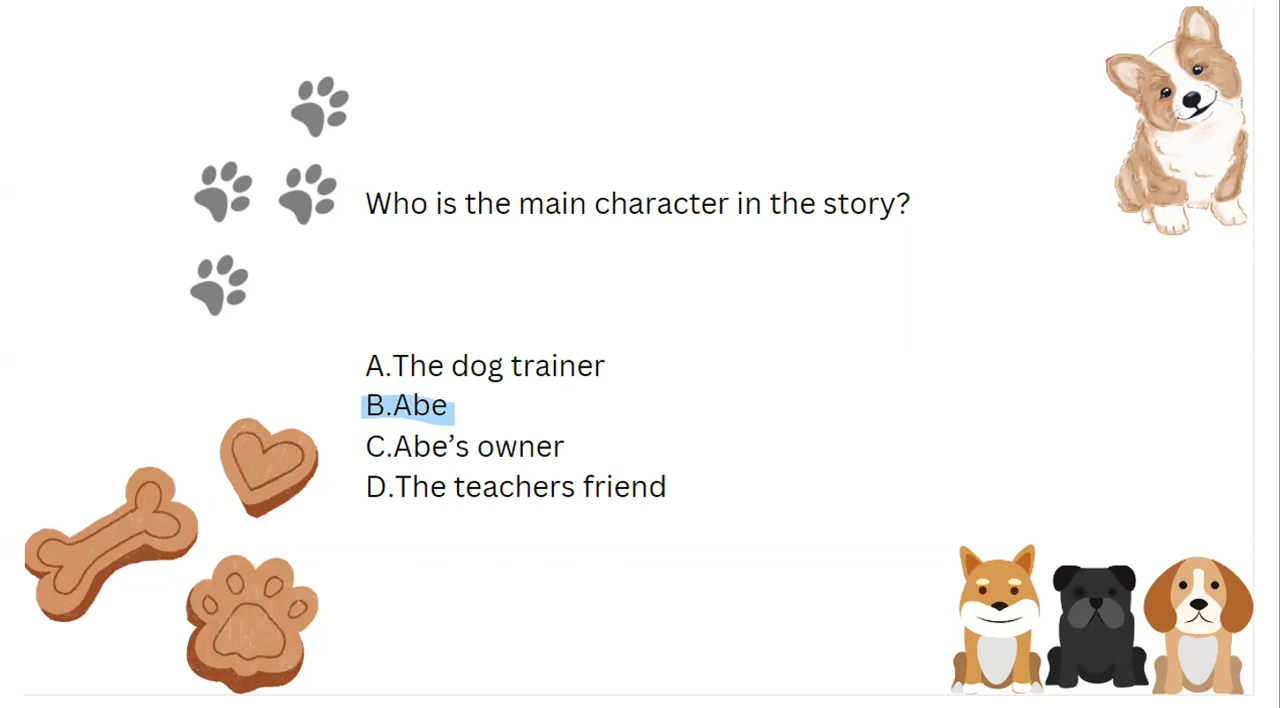 Who is the main character in the story?
A.The dog trainer
B.Abe
C.Abe’s owner
D.The teachers friend